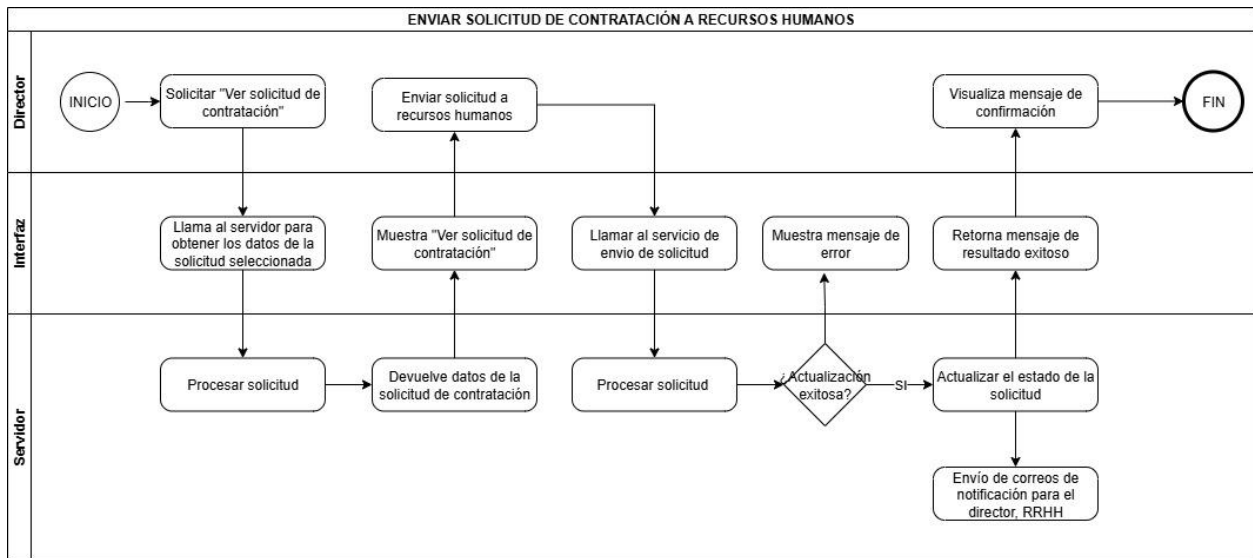 ENVIAR SOLICITUD DE CONTRATACIÓN A RECURSOS HUMANOS
Director
INICIO
Solicitar "Ver solicitud de
contratación"
Enviar solicitud a
recursos humanos
Visualiza mensaje de
confirmación
FIN
Interfaz
Llama al servidor para
obtener los datos de la
solicitud seleccionada
Muestra "Ver solicitud de
contratación"
Llamar al servicio de
envio de solicitud
Muestra mensaje de
error
Retorna mensaje de
resultado exitoso
Servidor
Procesar solicitud
Devuelve datos de la
solicitud de contratación
Procesar solicitud
¿Actualización
exitosa?
SI
Actualizar el estado de la
solicitud
Envío de correos de
notificación para el
director, RRHH